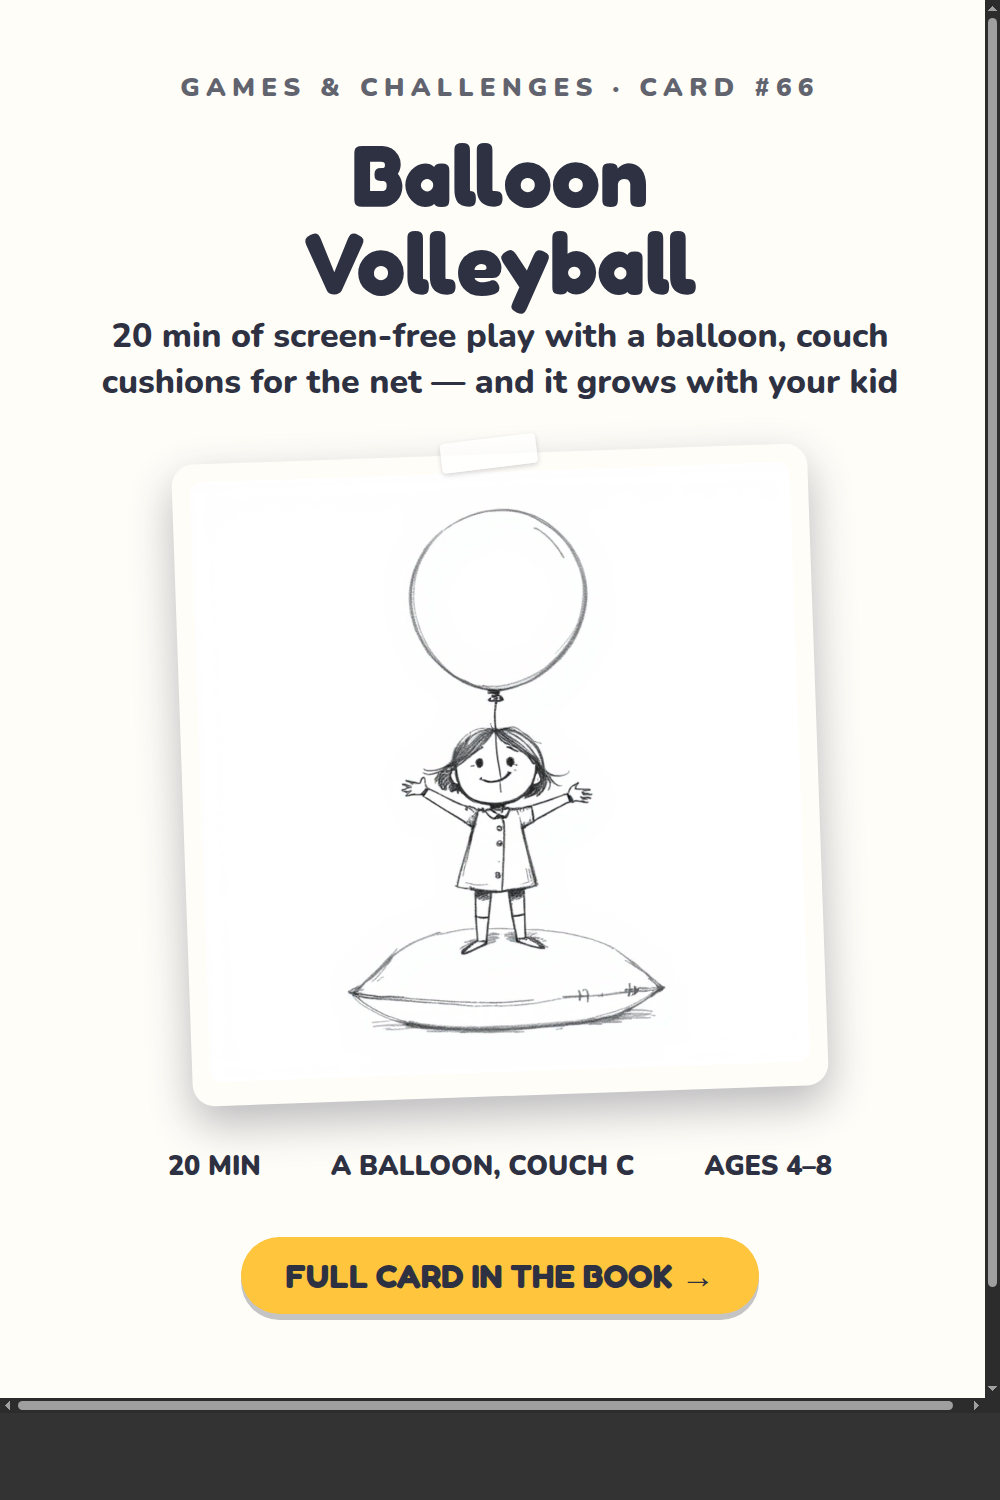 GAMES & CHALLENGES · CARD #66
Balloon
Volleyball
20 min of screen-free play with a balloon, couch
cushions for the net — and it grows with your kid
20 MIN
A BALLOON, COUCH C
AGES 4–8
FULL CARD IN THE BOOK →